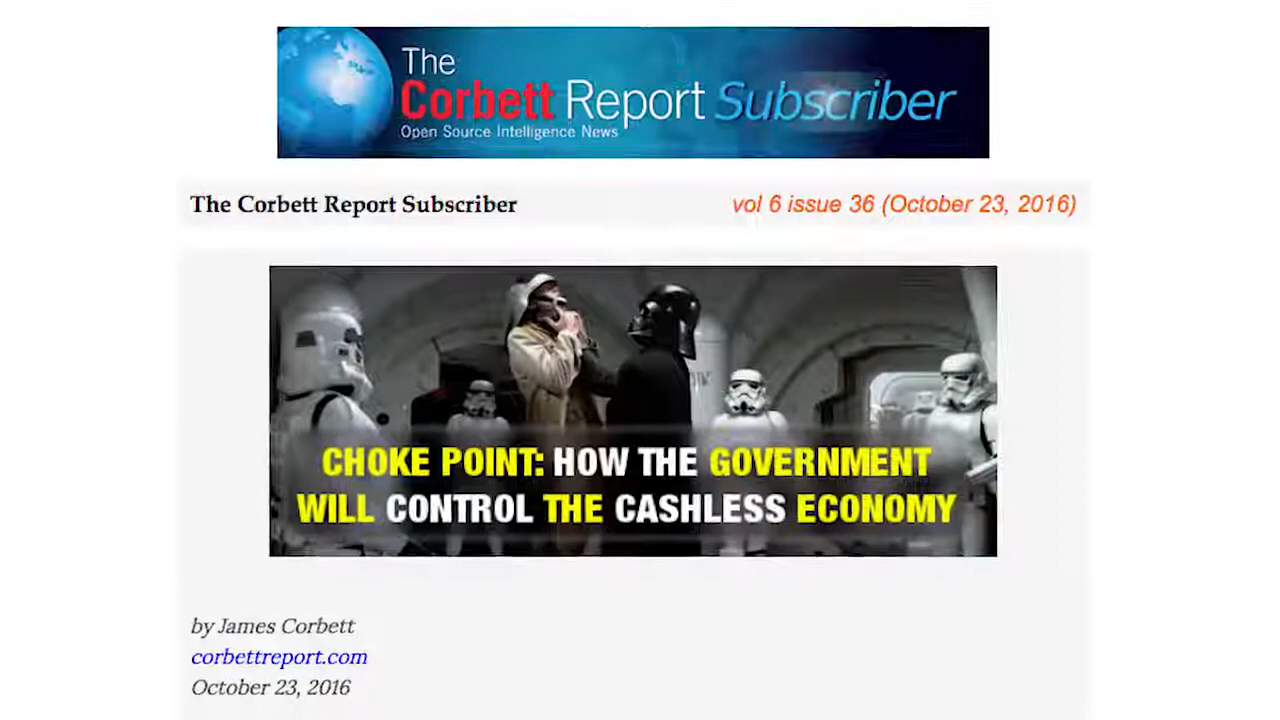 The
Corbett Report Subscriber
Open Source Intelligence News
The Corbett Report Subscriber
vol 6 issue 36 (October 23, 2016)
CHOKE POINT: HOW THE GOVERNMENT
WILL CONTROL THE CASHLESS ECONOMY
by James Corbett
corbettreport.com
October 23, 2016